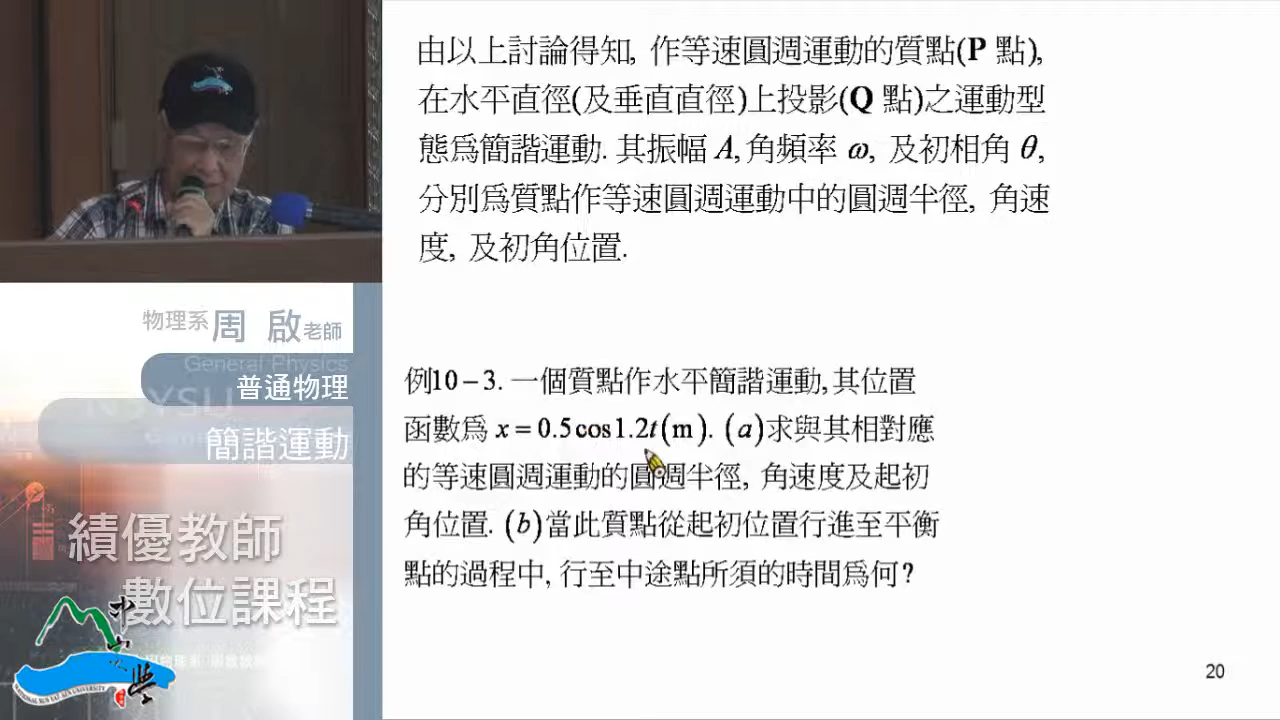 由以上討論得知, 作等速圓週運動的質點(P 點),
在水平直徑(及垂直直徑)上投影(Q 點)之運動型
態為簡諧運動. 其振幅 A, 角頻率 ω, 及初相角 θ,
分別為質點作等速圓週運動中的圓週半徑, 角速
度, 及初角位置.
物理系周 啟老師
General Physics
普通物理
NSYSU
簡諧運動
績優教師
數位課程
例10-3. 一個質點作水平簡諧運動, 其位置
函數為 x = 0.5cos1.2t(m). (a)求與其相對應
的等速圓週運動的圓週半徑, 角速度及起初
角位置. (b)當此質點從起初位置行進至平衡
點的過程中, 行至中途點所須的時間為何?
20